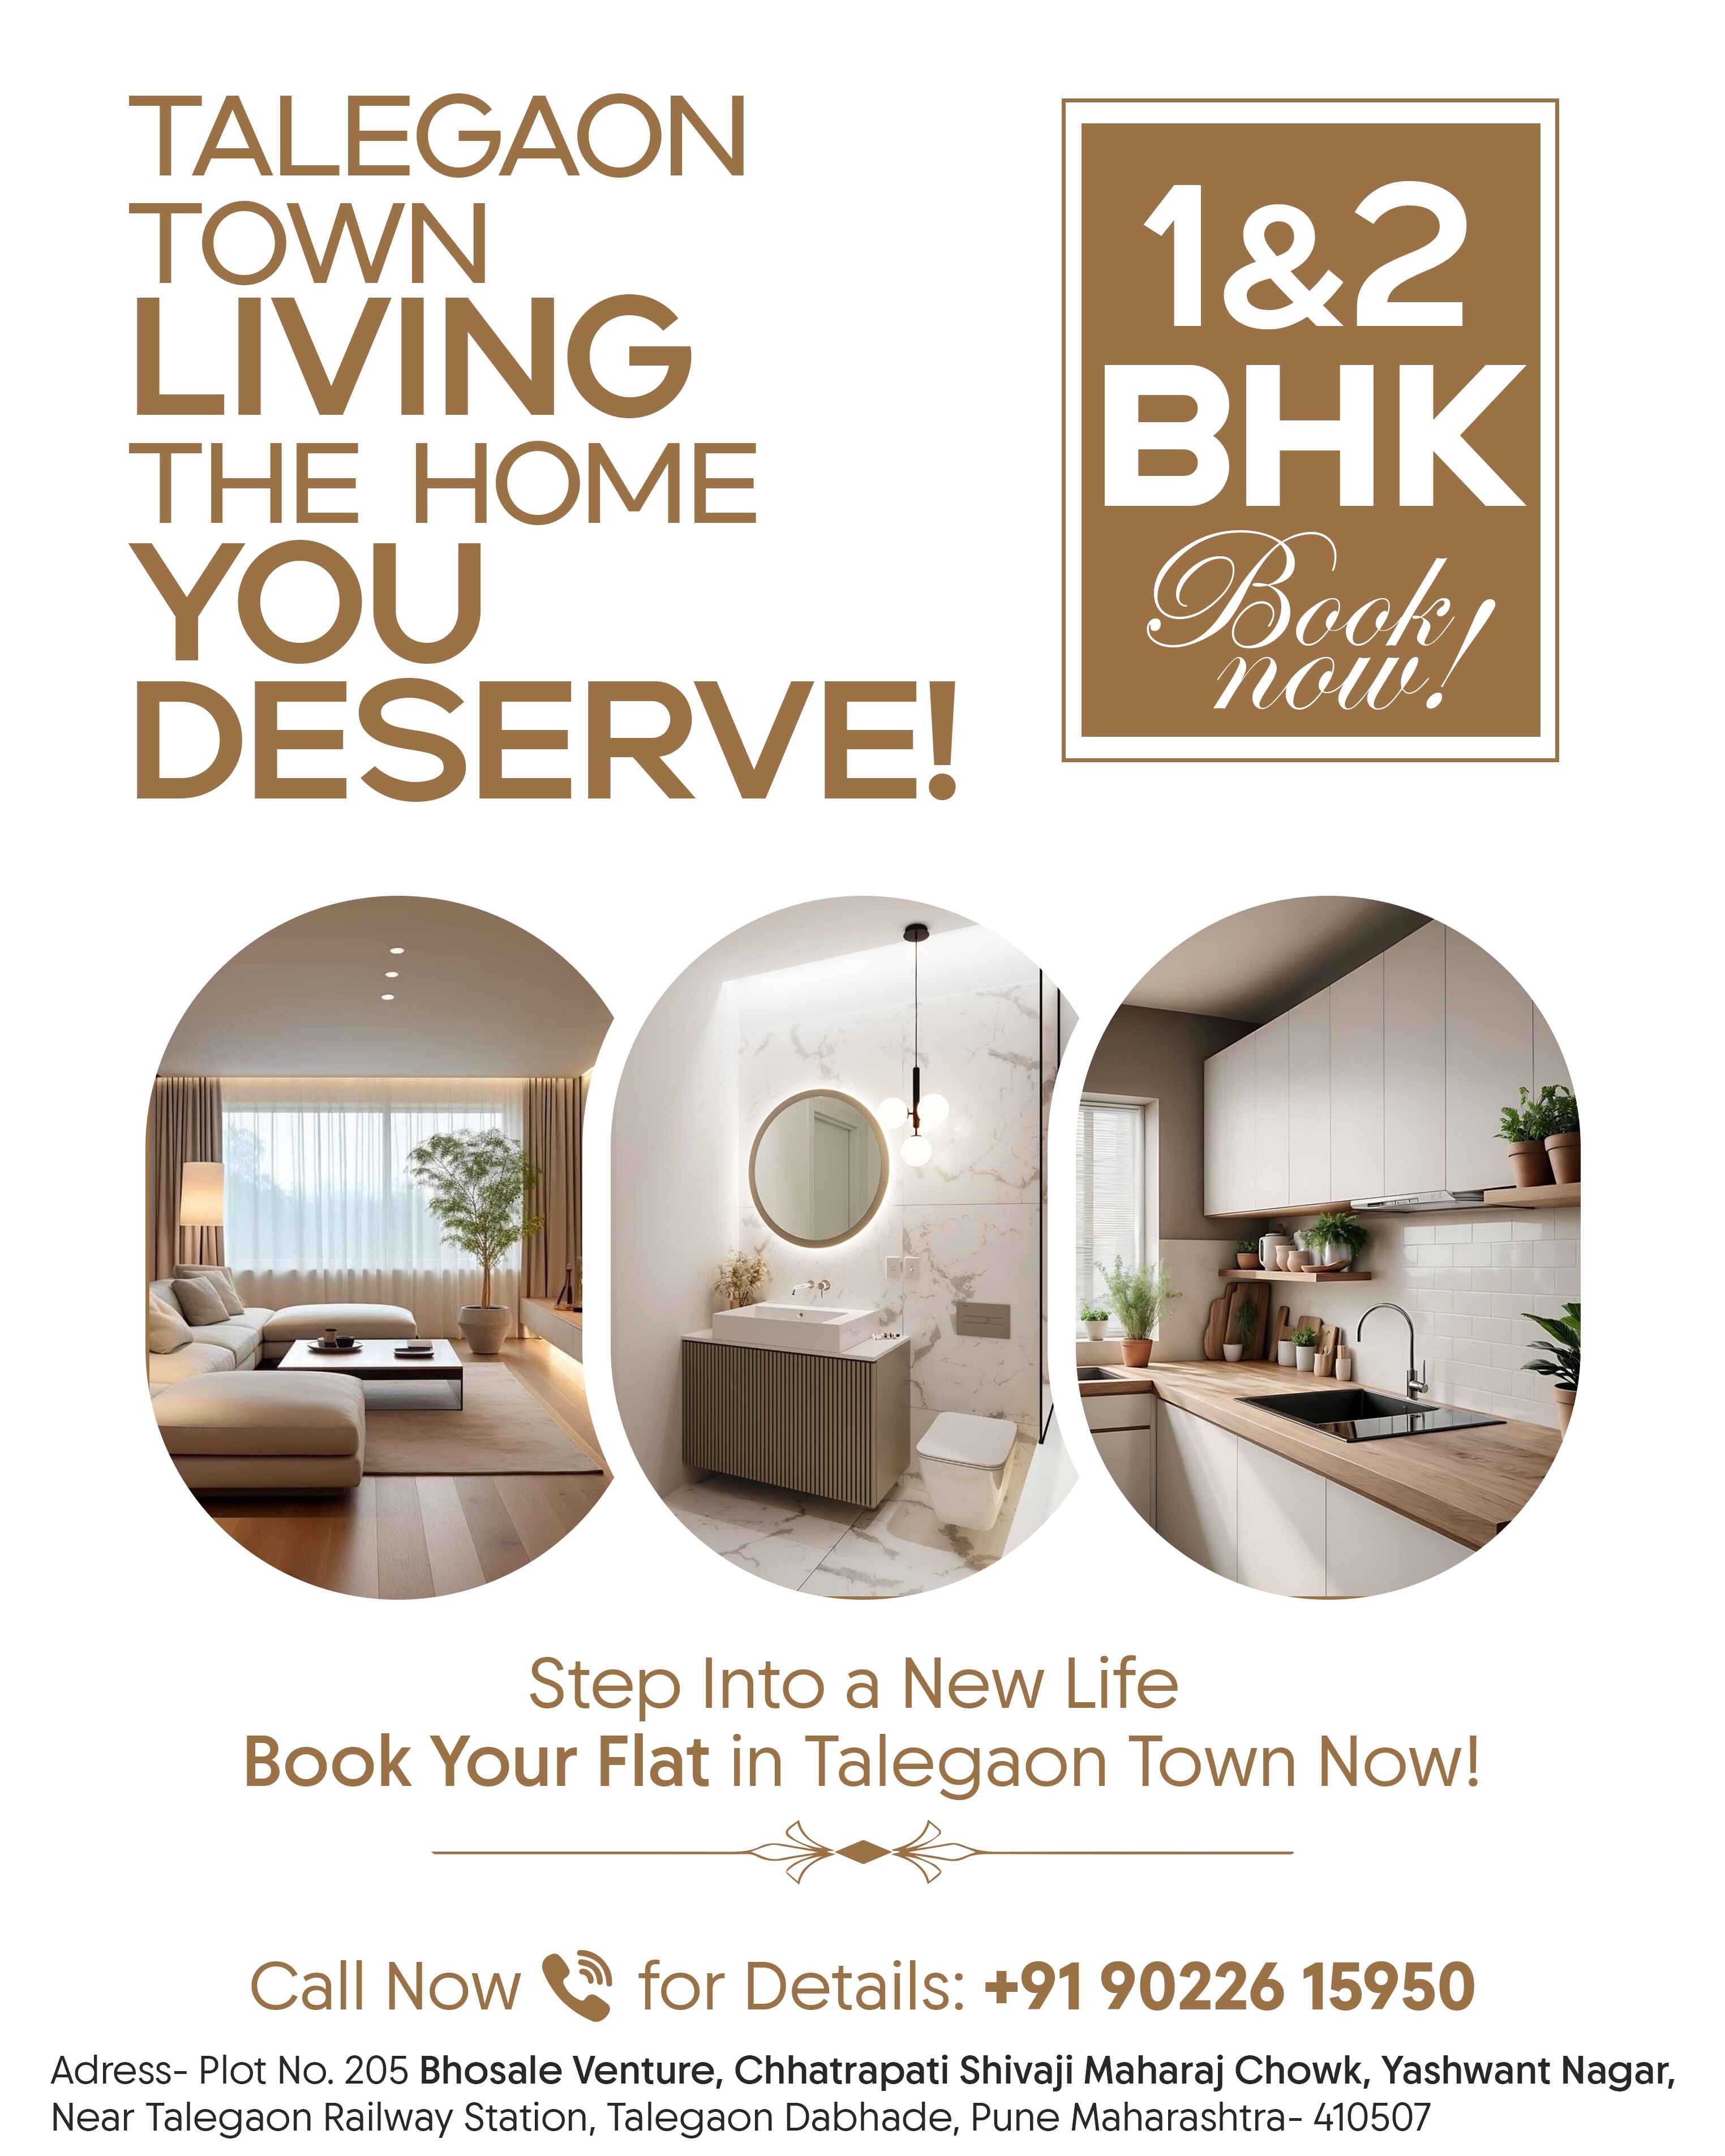 TALEGAON
TOWN
LIVING
THE HOME
YOU
DESERVE!
1&2
BHK
Book
now!
Step Into a New Life
Book Your Flat in Talegaon Town Now!
Call Now for Details: +91 90226 15950
Adress- Plot No. 205 Bhosale Venture, Chhatrapati Shivaji Maharaj Chowk, Yashwant Nagar,
Near Talegaon Railway Station, Talegaon Dabhade, Pune Maharashtra- 410507